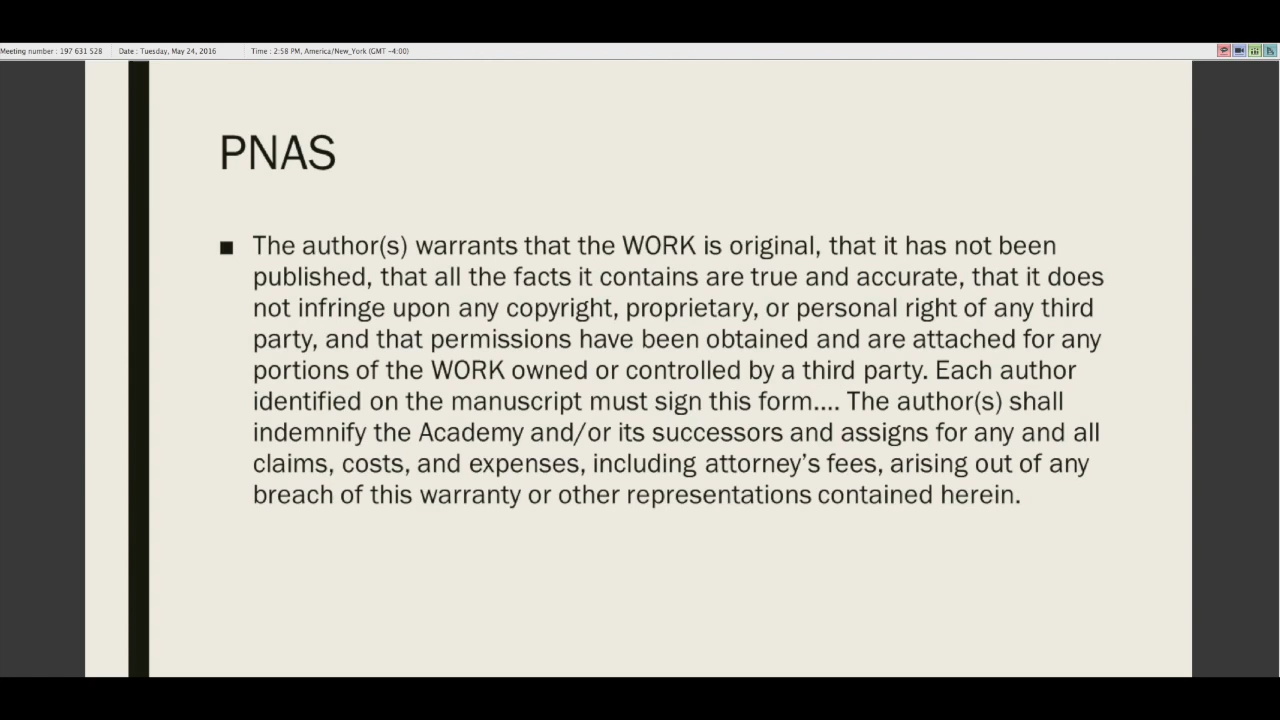 Meeting number : 197 631 528 Date : Tuesday, May 24, 2016 Time : 2:58 PM, America/New_York (GMT -4:00)
PNAS
■ The author(s) warrants that the WORK is original, that it has not been
published, that all the facts it contains are true and accurate, that it does
not infringe upon any copyright, proprietary, or personal right of any third
party, and that permissions have been obtained and are attached for any
portions of the WORK owned or controlled by a third party. Each author
identified on the manuscript must sign this form.... The author(s) shall
indemnify the Academy and/or its successors and assigns for any and all
claims, costs, and expenses, including attorney's fees, arising out of any
breach of this warranty or other representations contained herein.